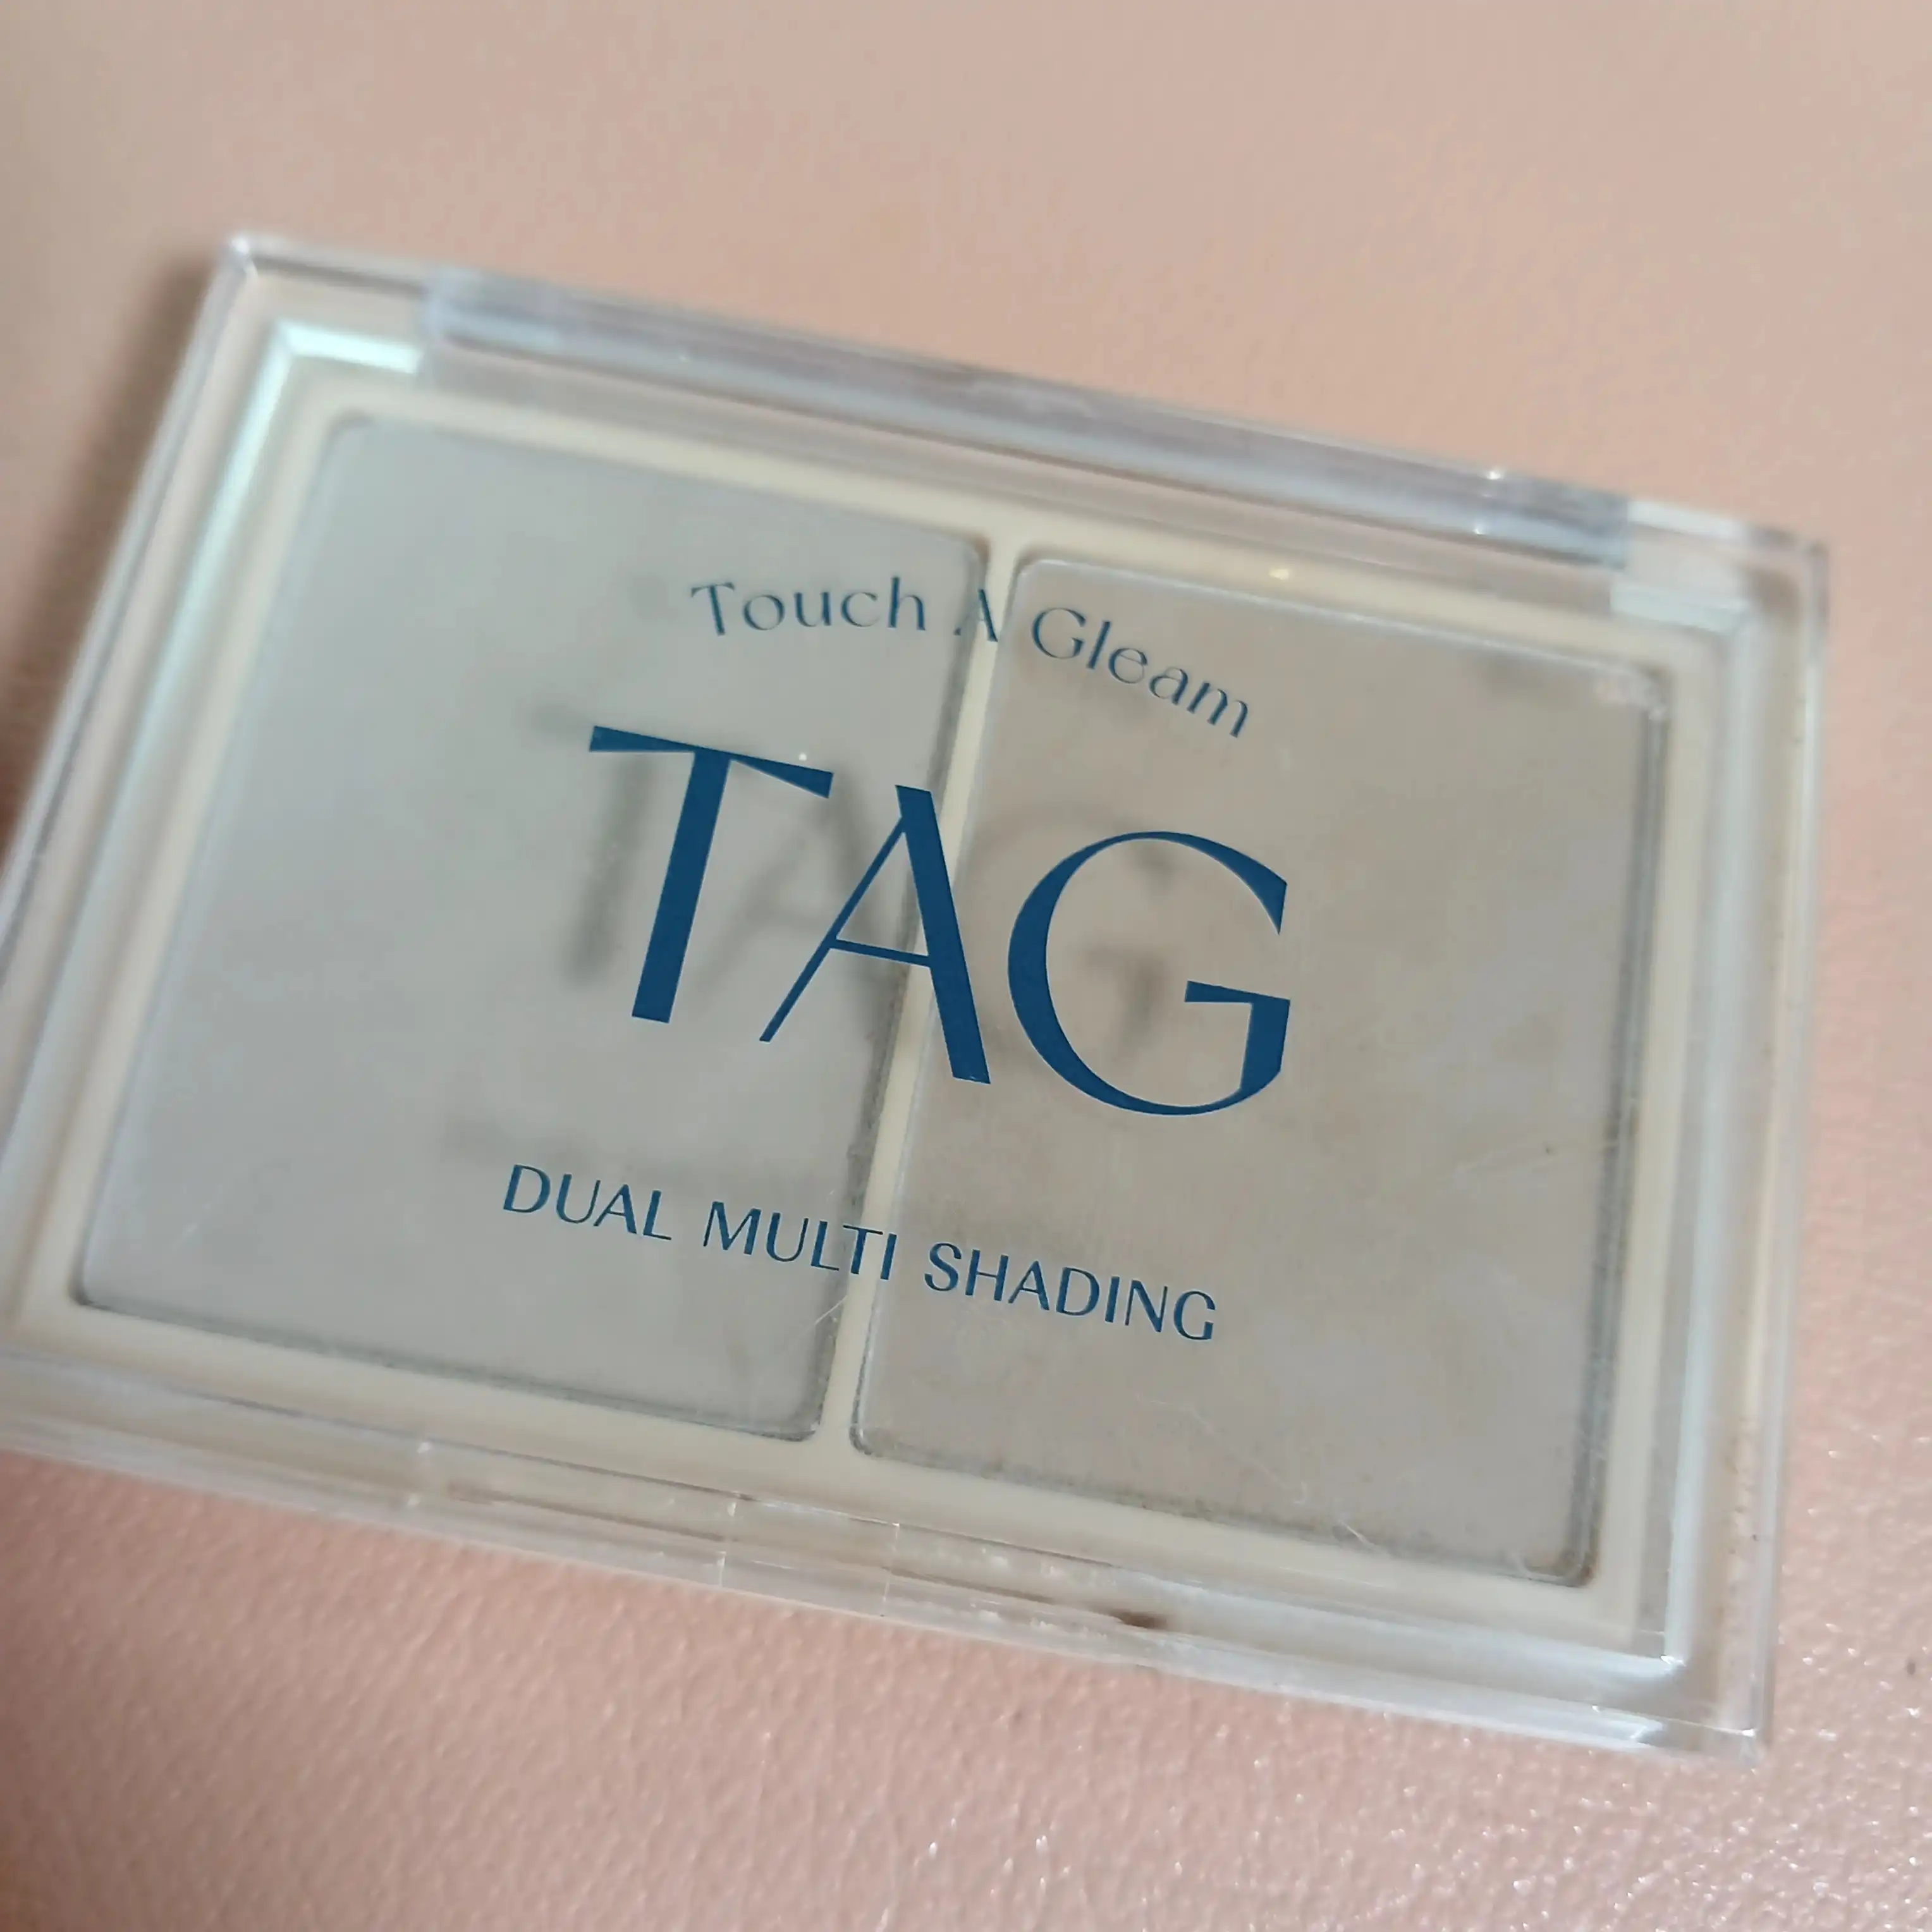 Touch A Gleam
TAG
DUAL MULTI SHADING